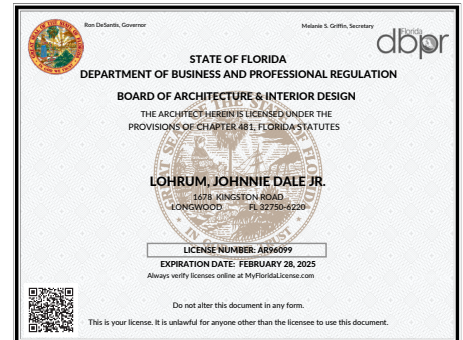 Ron DeSantis, Governor
Melanie S. Griffin, Secretary
Florida
dbpr
STATE OF FLORIDA
DEPARTMENT OF BUSINESS AND PROFESSIONAL REGULATION
BOARD OF ARCHITECTURE & INTERIOR DESIGN
THE ARCHITECT HEREIN IS LICENSED UNDER THE
PROVISIONS OF CHAPTER 481, FLORIDA STATUTES
LOHRUM, JOHNNIE DALE JR.
1678 KINGSTON ROAD
LONGWOOD FL 32750-6220
LICENSE NUMBER: AR96099
EXPIRATION DATE: FEBRUARY 28, 2025
Always verify licenses online at MyFloridaLicense.com
Do not alter this document in any form.
This is your license. It is unlawful for anyone other than the licensee to use this document.